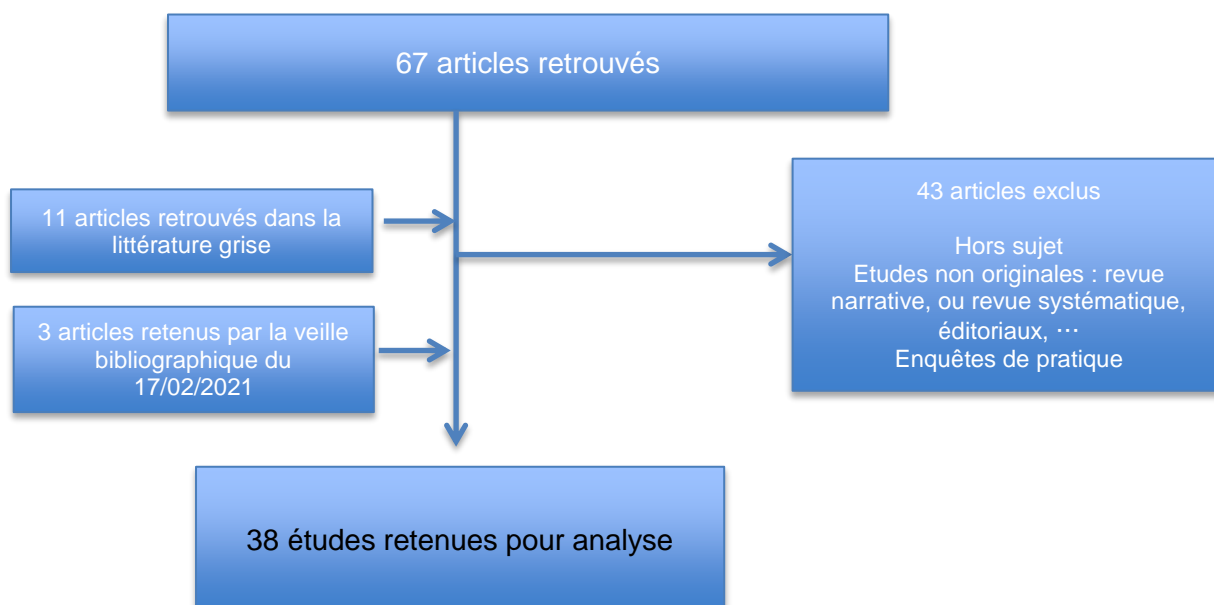 67 articles retrouvés
11 articles retrouvés dans la
littérature grise
43 articles exclus
Hors sujet
Etudes non originales : revue
narrative, ou revue systématique,
éditoriaux, ⋯
Enquêtes de pratique
3 articles retenus par la veille
bibliographique du
17/02/2021
38 études retenues pour analyse